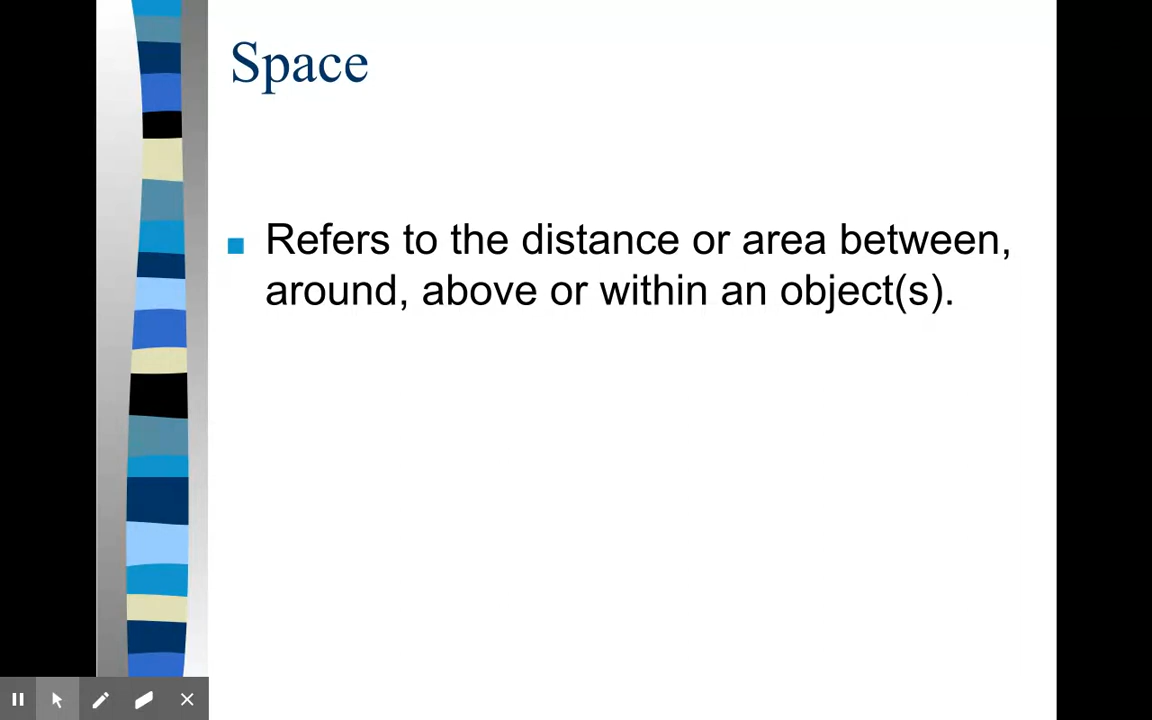 Space
Refers to the distance or area between,
around, above or within an object(s).